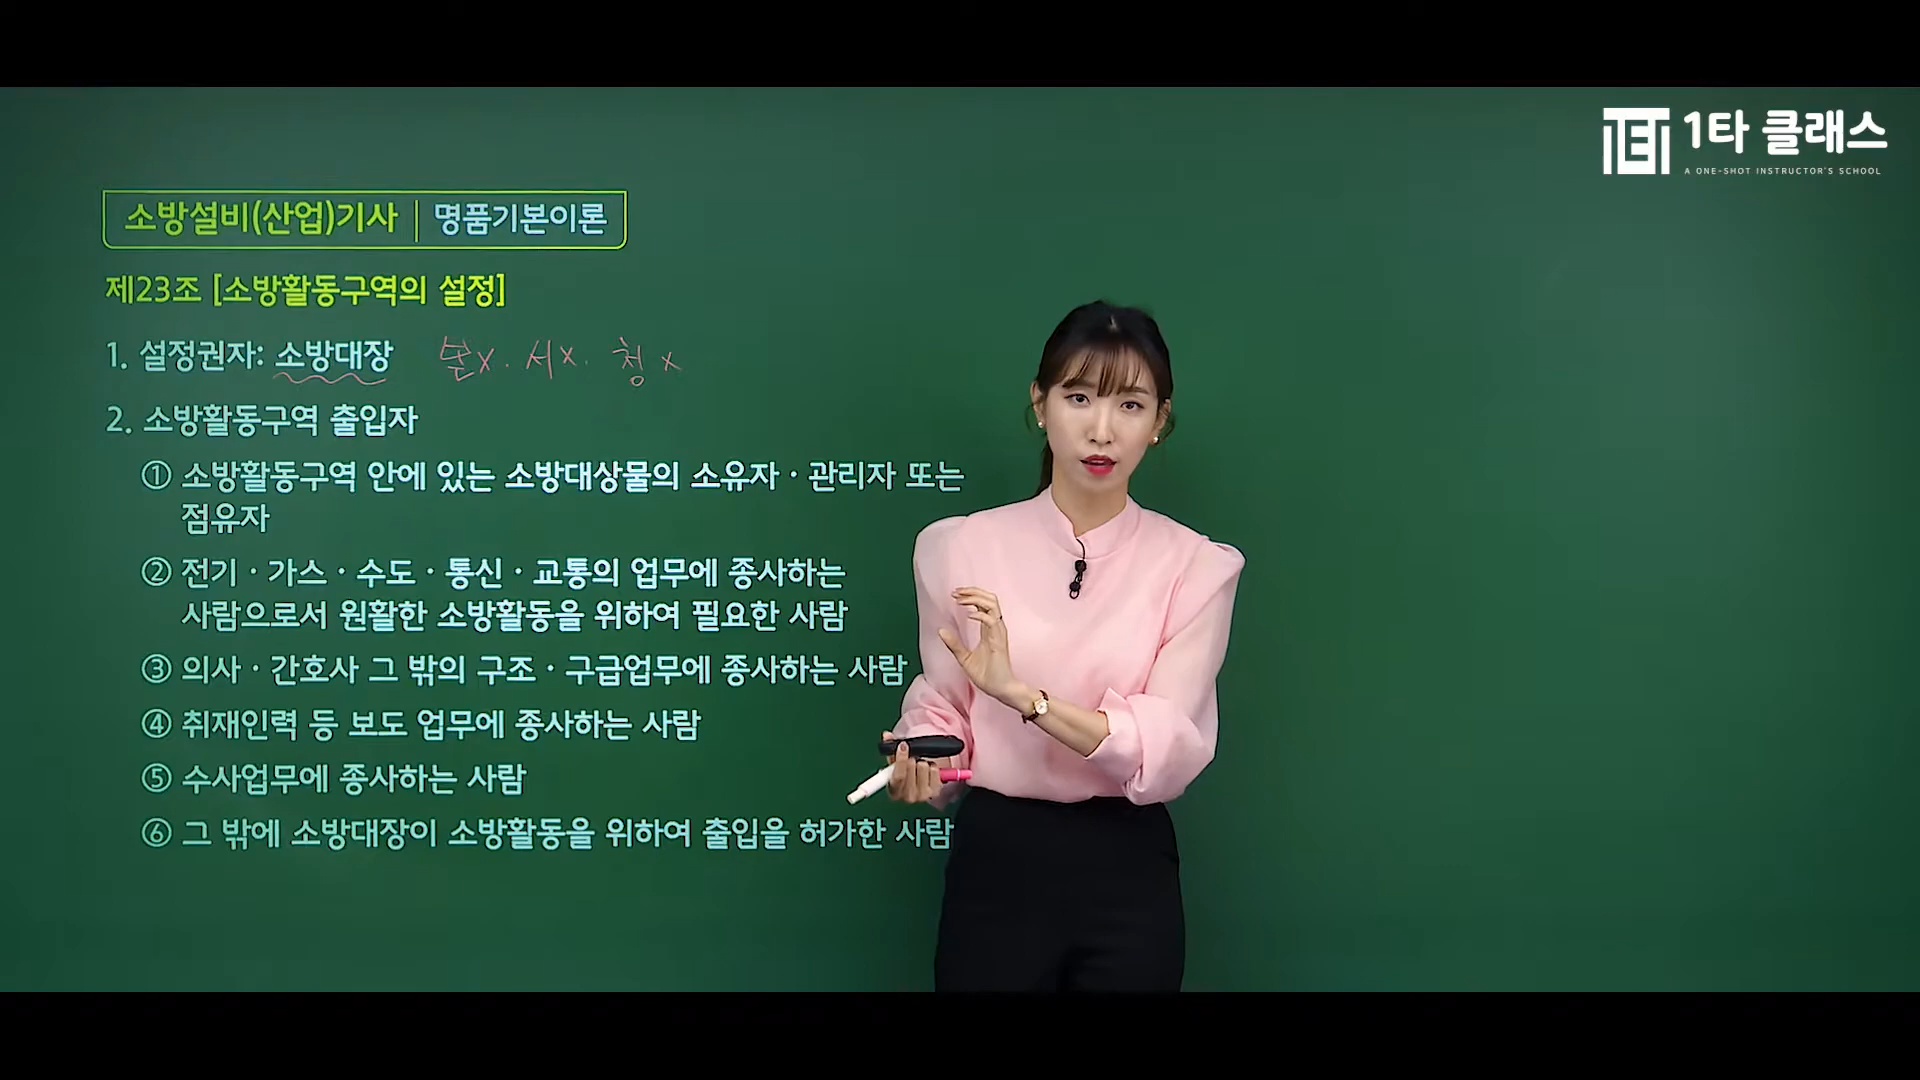 1타 클래스
A ONE-SHOT INSTRUCTOR'S SCHOOL
소방설비(산업)기사 | 명품기본이론
제23조 [소방활동구역의 설정]
1. 설정권자: 소방대장 본x. 서x. 청x
2. 소방활동구역 출입자
① 소방활동구역 안에 있는 소방대상물의 소유자·관리자 또는
점유자
② 전기·가스·수도·통신·교통의 업무에 종사하는
사람으로서 원활한 소방활동을 위하여 필요한 사람
③ 의사·간호사 그 밖의 구조·구급업무에 종사하는 사람
④ 취재인력 등 보도 업무에 종사하는 사람
⑤ 수사업무에 종사하는 사람
⑥ 그 밖에 소방대장이 소방활동을 위하여 출입을 허가한 사람